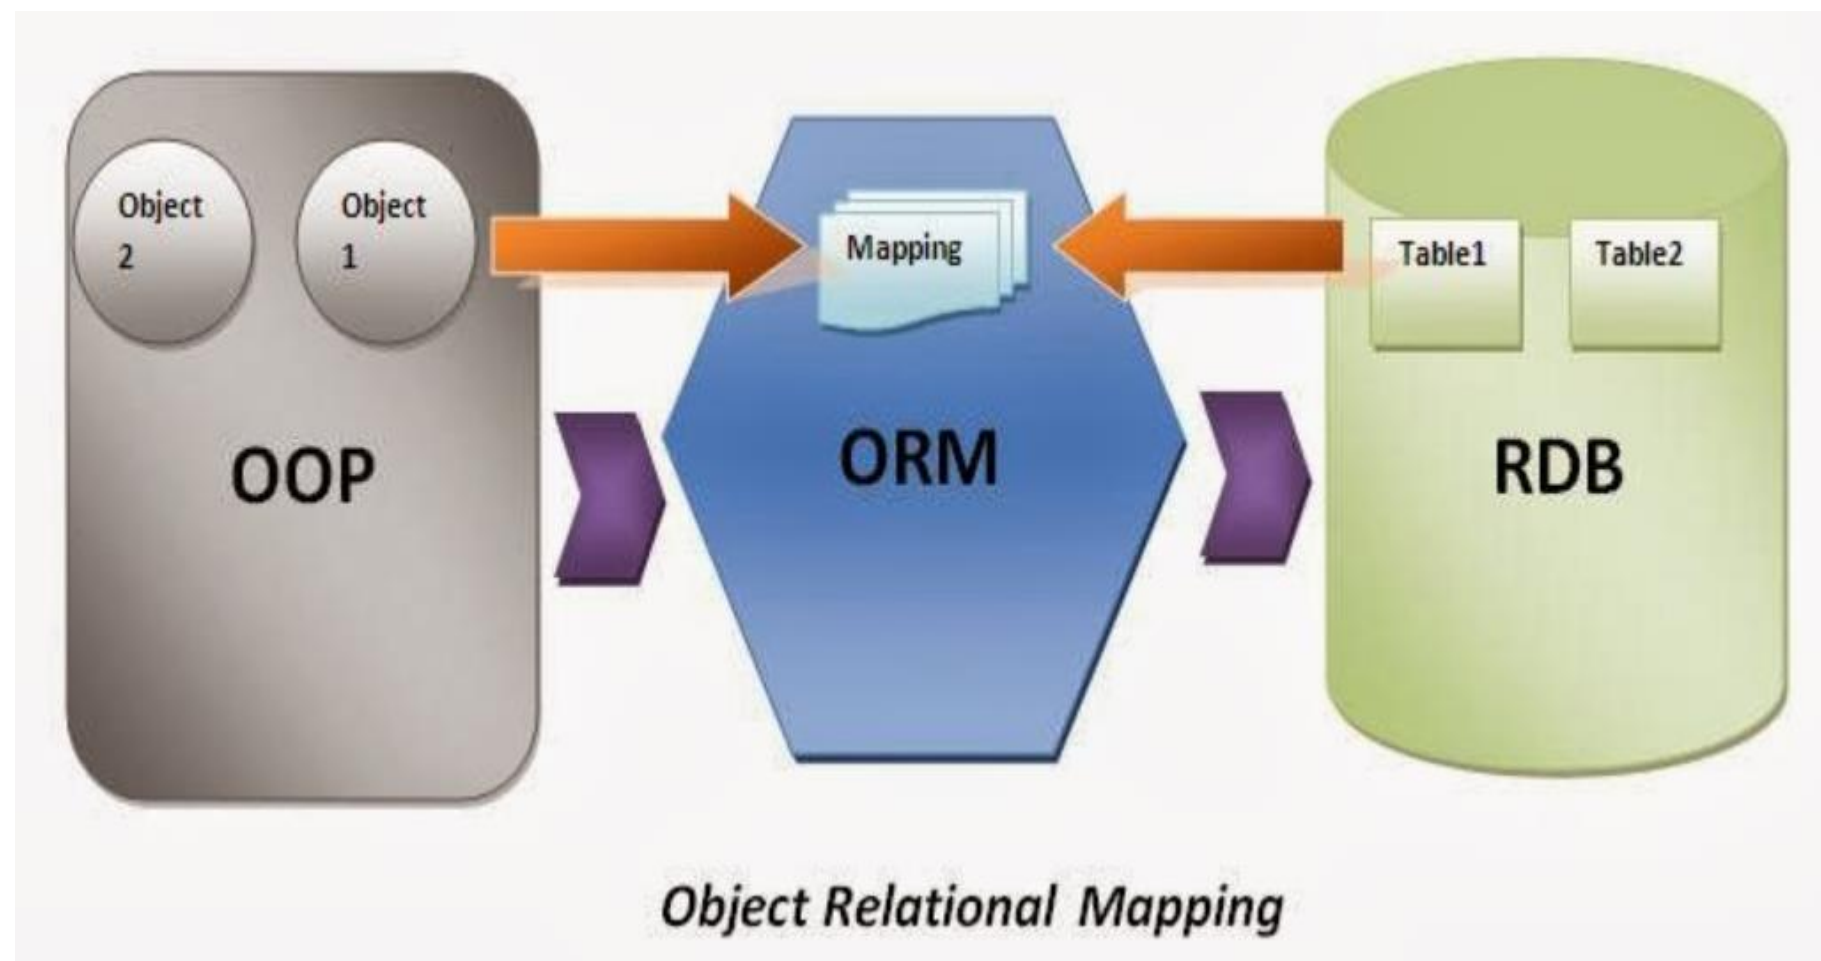 Object
2
Object
1
Mapping
Table1
Table2
OOP
ORM
RDB
Object Relational Mapping